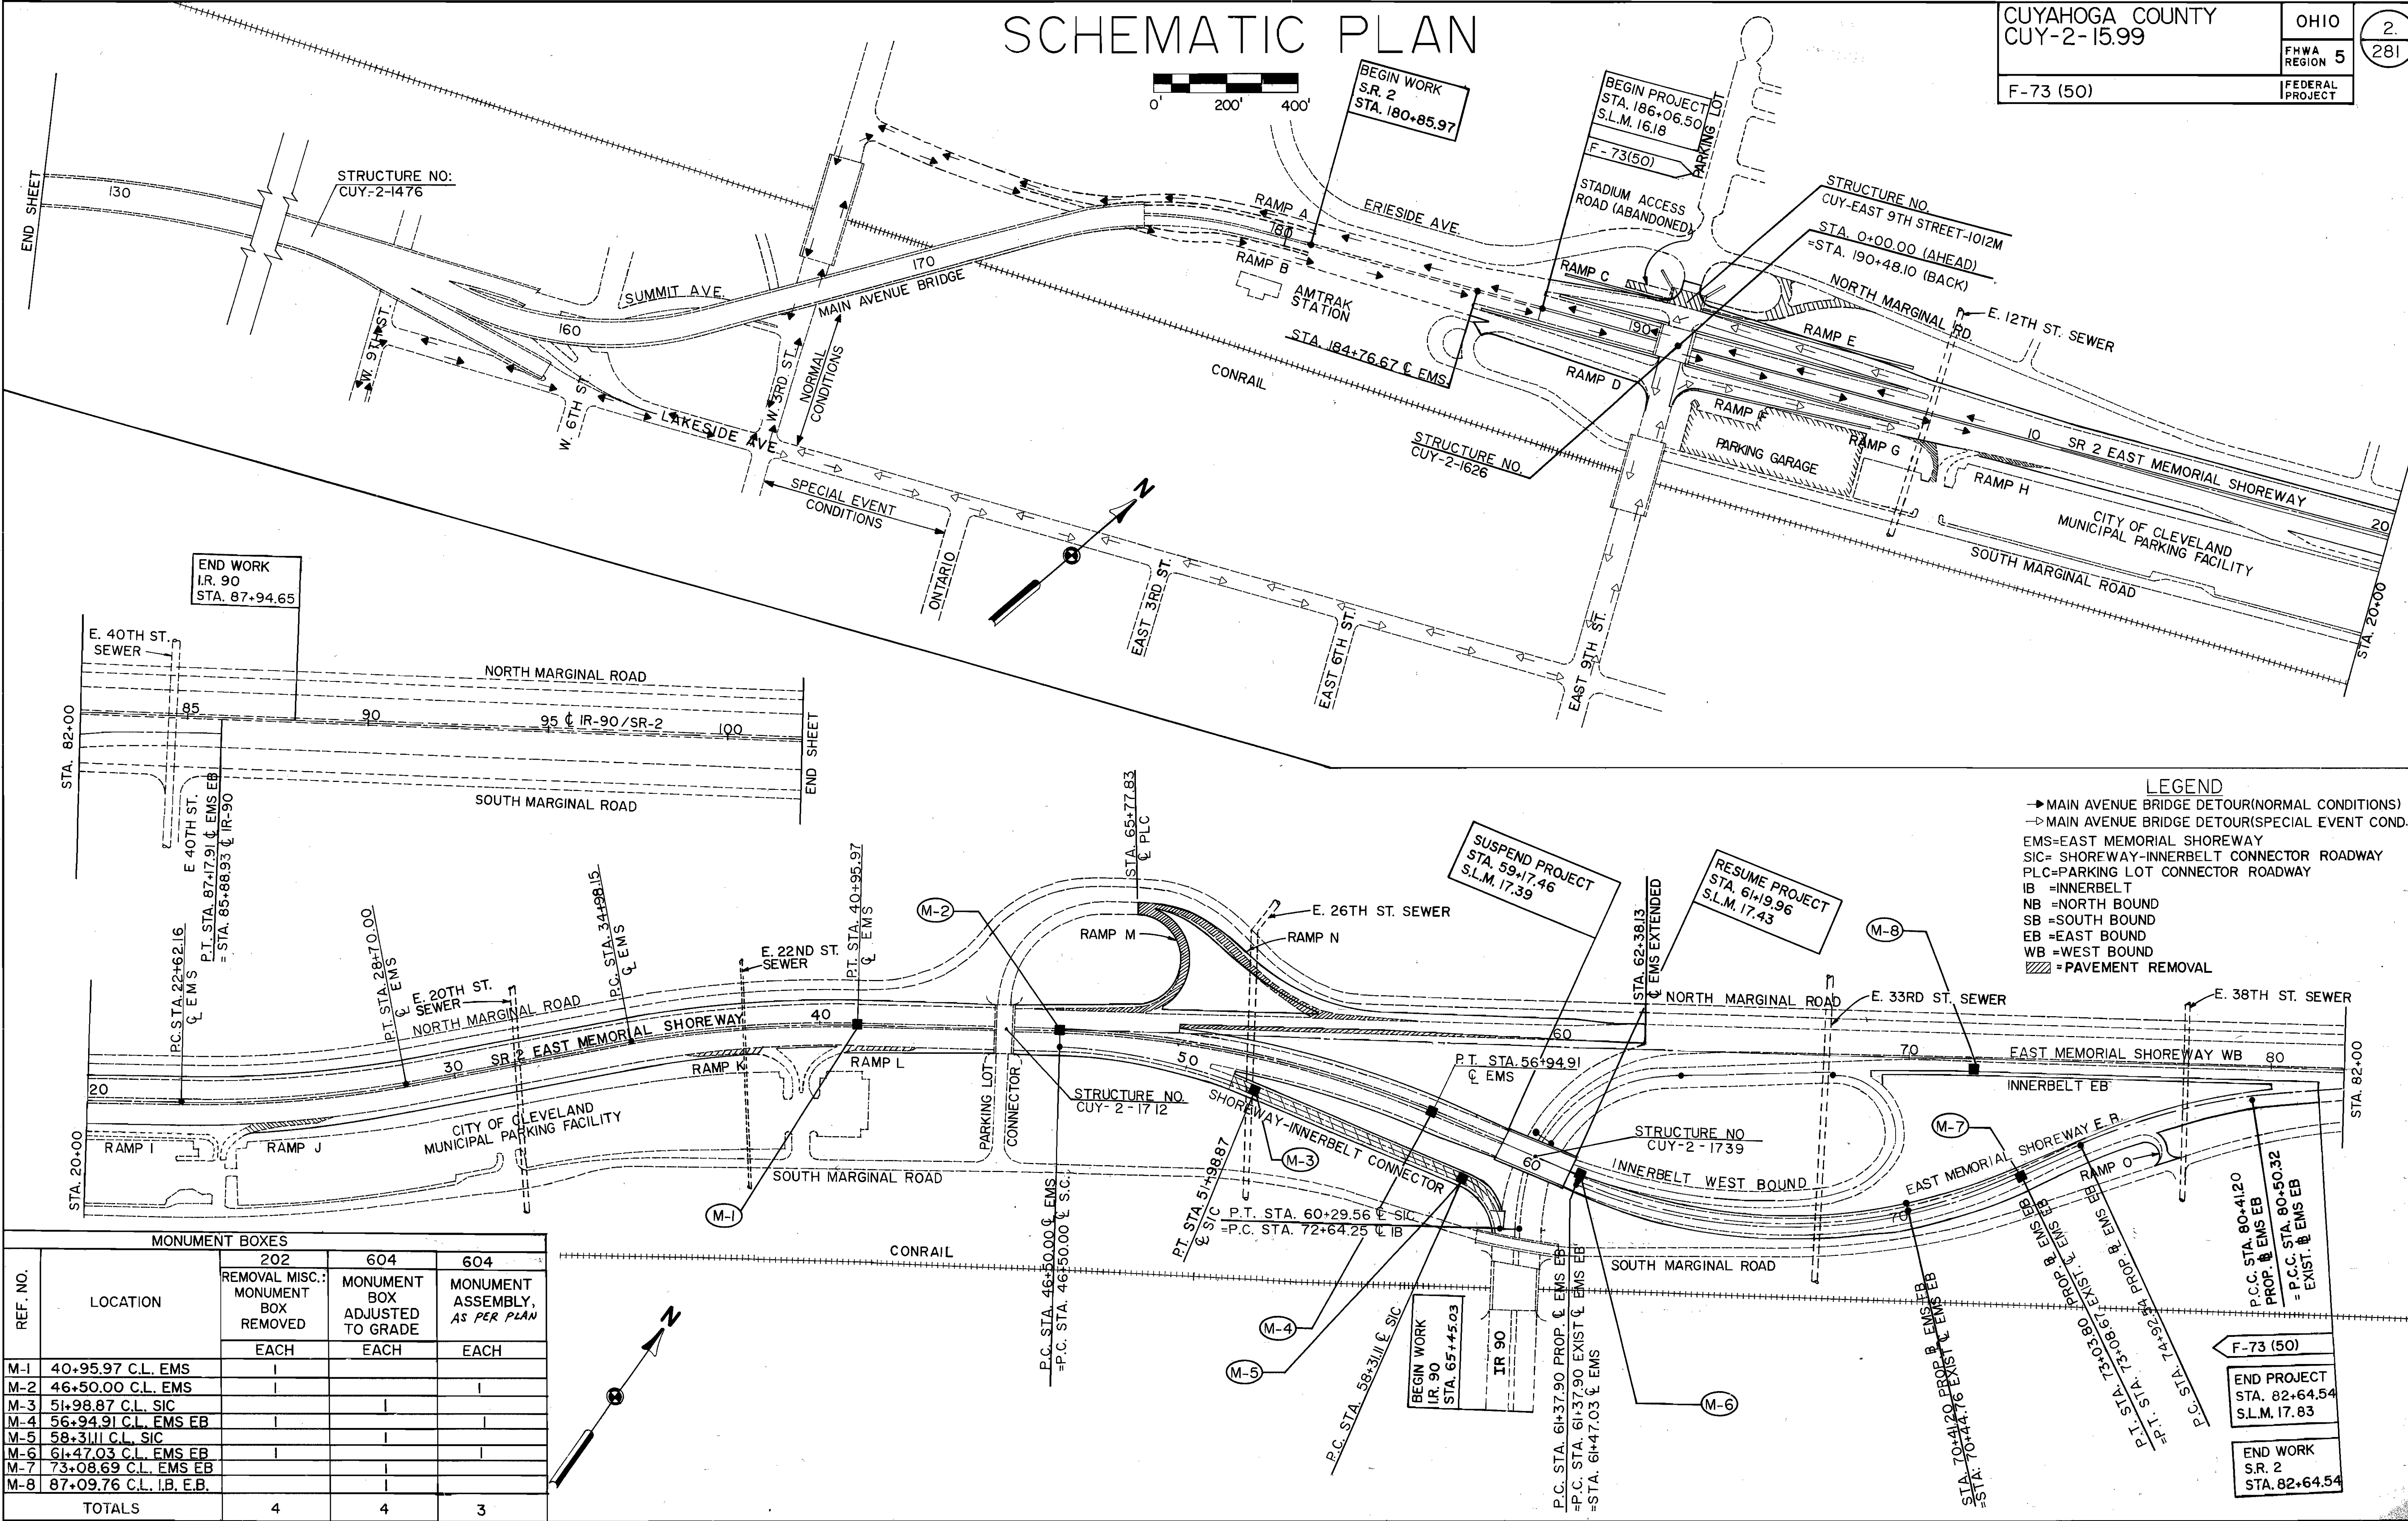 SCHEMATIC PLAN
0' 200' 400'
CUYAHOGA COUNTY
CUY-2-15.99
OHIO
FHWA
REGION 5
F-73 (50)
FEDERAL
PROJECT
2.
281
END SHEET
130
STRUCTURE NO:
CUY-2-1476
SUMMIT AVE.
160
W. 9TH ST.
W. 6TH ST.
W. 3RD ST.
NORMAL
CONDITIONS
LAKESIDE AVE.
170
MAIN AVENUE BRIDGE
SPECIAL EVENT
CONDITIONS
ONTARIO
EAST 3RD ST.
EAST 6TH ST.
EAST 9TH ST.
N
BEGIN WORK
S.R. 2
STA. 180+85.97
RAMP A
180
RAMP B
ERIESIDE AVE.
AMTRAK
STATION
STA. 184+76.67 ℄ EMS
CONRAIL
BEGIN PROJECT
STA. 186+06.50
S.L.M. 16.18
F-73(50)
PARKING LOT
STADIUM ACCESS
ROAD (ABANDONED)
RAMP C
STRUCTURE NO.
CUY-EAST 9TH STREET-1012M
STA. 0+00.00 (AHEAD)
=STA. 190+48.10 (BACK)
NORTH MARGINAL RD.
E. 12TH ST. SEWER
190
RAMP E
RAMP D
RAMP F
PARKING GARAGE
RAMP G
STRUCTURE NO.
CUY-2-1626
10
SR 2 EAST MEMORIAL SHOREWAY
RAMP H
CITY OF CLEVELAND
MUNICIPAL PARKING FACILITY
SOUTH MARGINAL ROAD
20
STA. 20+00
END WORK
I.R. 90
STA. 87+94.65
E. 40TH ST.
SEWER
NORTH MARGINAL ROAD
STA. 82+00
85
90
95 ℄ IR-90/SR-2
100
END SHEET
SOUTH MARGINAL ROAD
E 40TH ST.
P.T. STA. 87+17.91 ℄ EMS EB
= STA. 85+88.93 ℄ IR-90
LEGEND
MAIN AVENUE BRIDGE DETOUR(NORMAL CONDITIONS)
MAIN AVENUE BRIDGE DETOUR(SPECIAL EVENT COND.
EMS=EAST MEMORIAL SHOREWAY
SIC= SHOREWAY-INNERBELT CONNECTOR ROADWAY
PLC=PARKING LOT CONNECTOR ROADWAY
IB =INNERBELT
NB =NORTH BOUND
SB =SOUTH BOUND
EB =EAST BOUND
WB =WEST BOUND
=PAVEMENT REMOVAL
P.C. STA. 22+62.16
℄ EMS
P.T. STA. 28+70.00
℄ EMS
E. 20TH ST.
SEWER
NORTH MARGINAL ROAD
P.C. STA. 34+98.15
℄ EMS
E. 22ND ST.
SEWER
P.T. STA. 40+95.97
℄ EMS
M-2
STA. 65+77.83
℄ PLC
RAMP M
RAMP N
E. 26TH ST. SEWER
SUSPEND PROJECT
STA. 59+17.46
S.L.M. 17.39
STA. 62+38.13
℄ EMS EXTENDED
RESUME PROJECT
STA. 61+19.96
S.L.M. 17.43
M-8
NORTH MARGINAL ROAD
E. 33RD ST. SEWER
E. 38TH ST. SEWER
20
30
SR 2 EAST MEMORIAL SHOREWAY
40
RAMP K
RAMP L
50
60
70
EAST MEMORIAL SHOREWAY WB
80
STA. 82+00
INNERBELT EB
P.T. STA. 56+94.91
℄ EMS
STRUCTURE NO.
CUY-2-1712
PARKING LOT
CONNECTOR
STA. 20+00
RAMP I
RAMP J
CITY OF CLEVELAND
MUNICIPAL PARKING FACILITY
SOUTH MARGINAL ROAD
M-1
SHOREWAY-INNERBELT CONNECTOR
M-3
60
STRUCTURE NO
CUY-2-1739
INNERBELT WEST BOUND
M-7
70
EAST MEMORIAL SHOREWAY E.B.
RAMP O
P.T. STA. 51+98.87
℄ SIC
P.T. STA. 60+29.56 ℄ SIC
=P.C. STA. 72+64.25 ℄ IB
P.C. STA. 46+50.00 ℄ EMS
=P.C. STA. 46+50.00 ℄ S.C.
CONRAIL
N
M-4
M-5
P.C. STA. 58+31.11 ℄ SIC
BEGIN WORK
I.R. 90
STA. 65+45.03
IR 90
SOUTH MARGINAL ROAD
P.C. STA. 61+37.90 PROP. ℄ EMS EB
=P.C. STA. 61+37.90 EXIST ℄ EMS EB
=STA. 61+47.03 ℄ EMS
M-6
STA. 70+41.20 PROP. B EMS EB
=STA. 70+44.76 EXIST ℄ EMS EB
P.T. STA. 73+03.80 PROP B EMS EB
=P.T. STA. 73+08.67 EXIST. ℄ EMS EB
P.C. STA. 74+92.54 PROP. B EMS EB
P.C.C. STA. 80+41.20
PROP. B EMS EB
= P.C.C. STA. 80+50.32
EXIST. B EMS EB
F-73 (50)
END PROJECT
STA. 82+64.54
S.L.M. 17.83
END WORK
S.R. 2
STA. 82+64.54
MONUMENT BOXES
REF. NO. LOCATION 202 604 604
REMOVAL MISC.: MONUMENT BOX REMOVED
MONUMENT BOX ADJUSTED TO GRADE
MONUMENT ASSEMBLY, AS PER PLAN
EACH EACH EACH
M-1 40+95.97 C.L. EMS 1
M-2 46+50.00 C.L. EMS 1 1
M-3 51+98.87 C.L. SIC 1
M-4 56+94.91 C.L. EMS EB 1 1
M-5 58+31.11 C.L. SIC 1
M-6 61+47.03 C.L. EMS EB 1 1
M-7 73+08.69 C.L. EMS EB 1
M-8 87+09.76 C.L. I.B. E.B. 1
TOTALS 4 4 3